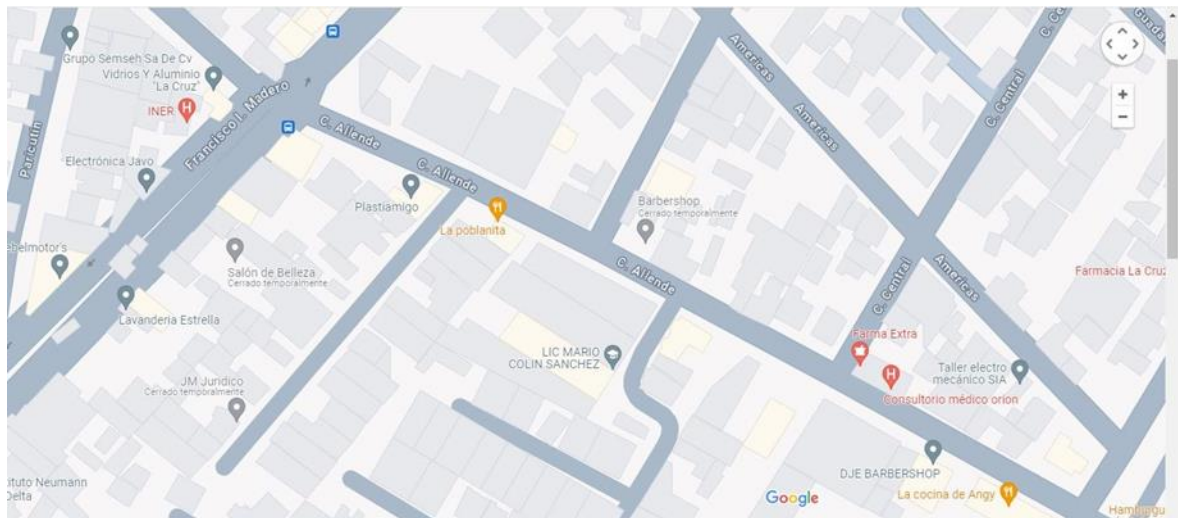 Grupo Semseh Sa De Cv
Vidrios Y Aluminio
"La Cruz"
INER
Francisco I. Madero
Paricutín
Electrónica Javo
C. Allende
C. Allende
Plastiamigo
La poblanita
Americas
Americas
C. Central
Barbershop
Cerrado temporalmente
Salón de Belleza
Cerrado temporalmente
Lavanderia Estrella
C. Allende
C. Central
Americas
Farmacia La Cruz
Farma Extra
LIC MARIO
COLIN SANCHEZ
Taller electro
mecánico SIA
Consultorio médico orion
JM Juridico
Cerrado temporalmente
DJE BARBERSHOP
La cocina de Angy
Google